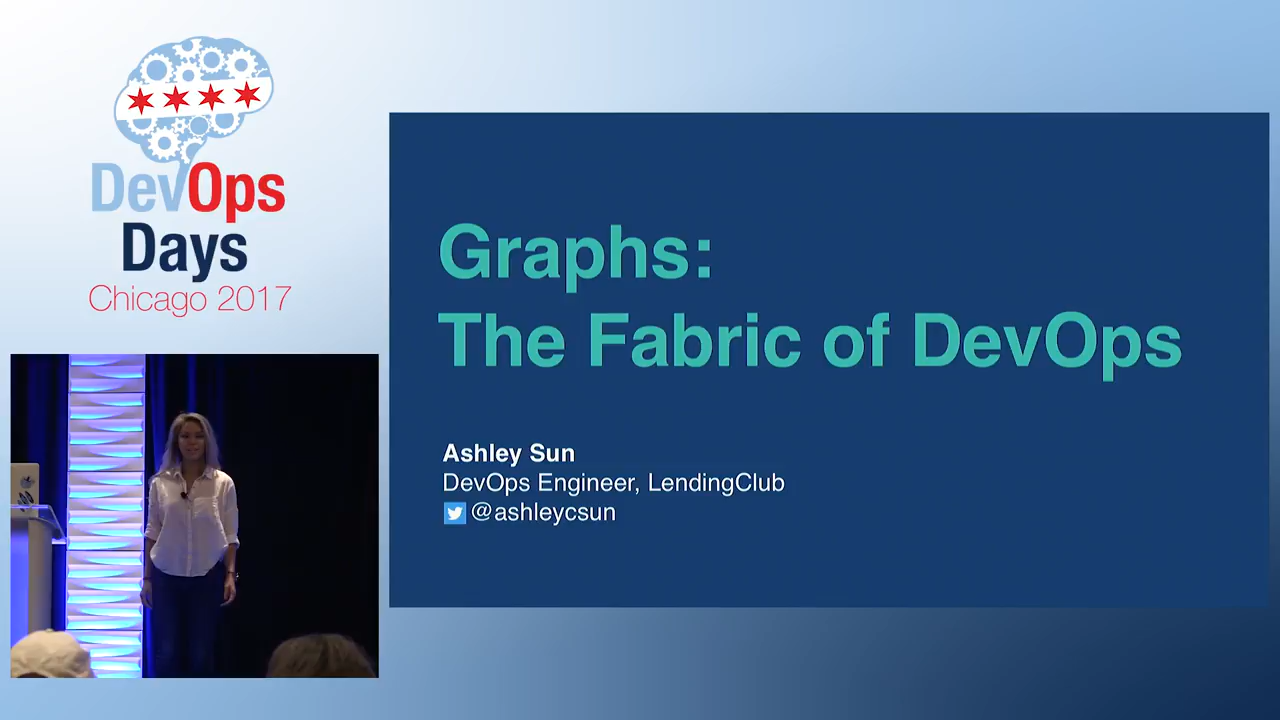 DevOps
Days
Chicago 2017
Graphs:
The Fabric of DevOps
Ashley Sun
DevOps Engineer, LendingClub
@ashleycsun